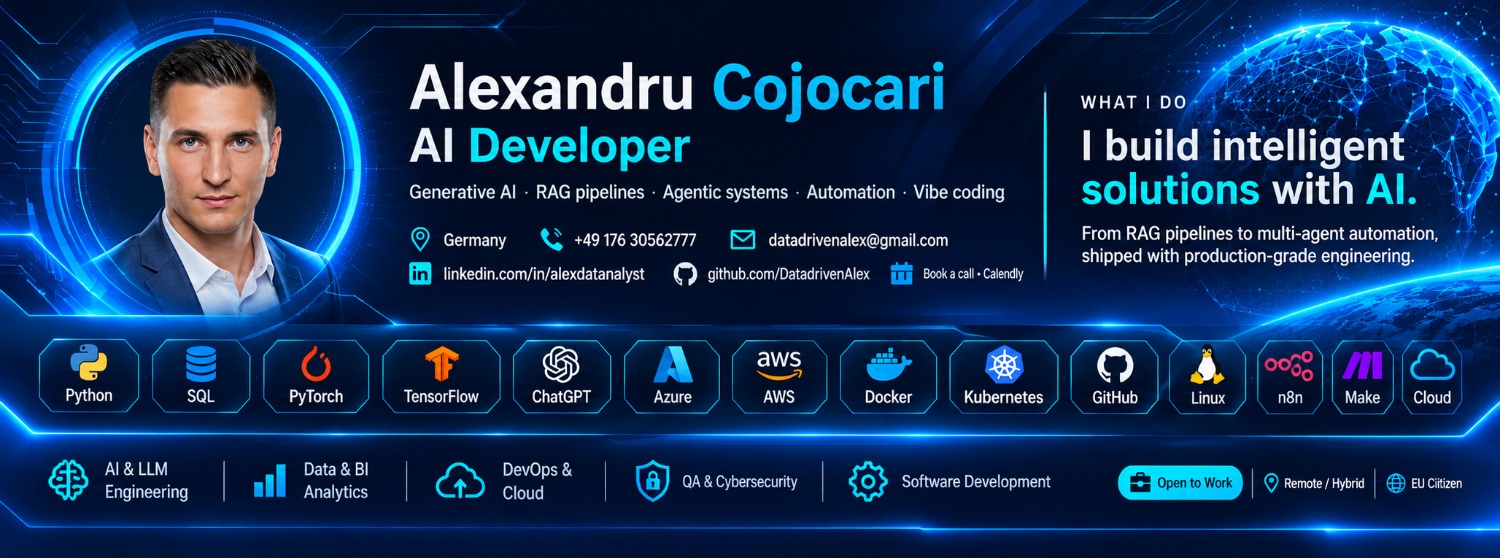 Alexandru Cojocari
AI Developer
Generative AI · RAG pipelines · Agentic systems · Automation · Vibe coding
Germany
+49 176 30562777
datadrivenalex@gmail.com
linkedin.com/in/alexdatanalyst
github.com/DatadrivenAlex
Book a call • Calendly
WHAT I DO
I build intelligent
solutions with AI.
From RAG pipelines to multi-agent automation,
shipped with production-grade engineering.
Python
SQL
PyTorch
TensorFlow
ChatGPT
Azure
aws
AWS
Docker
Kubernetes
GitHub
Linux
n8n
Make
Cloud
AI & LLM
Engineering
Data & BI
Analytics
DevOps &
Cloud
QA & Cybersecurity
Software Development
Open to Work
Remote / Hybrid
EU Ciitizen